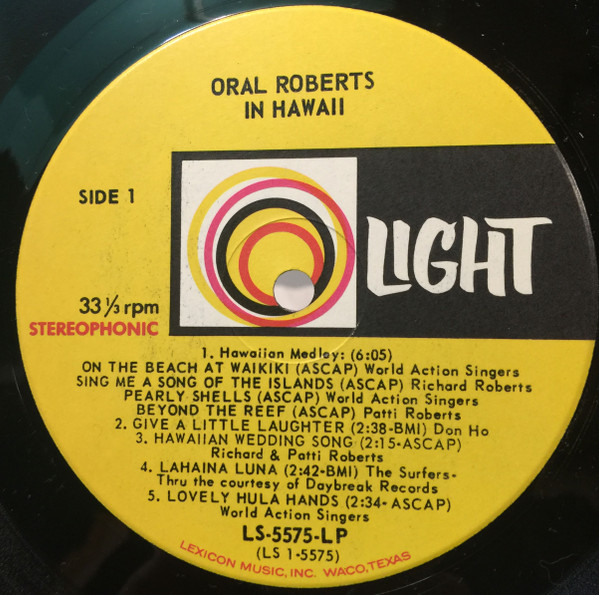 ORAL ROBERTS
IN HAWAII
SIDE 1
LIGHT
33 ⅓ rpm
STEREOPHONIC
1. Hawaiian Medley: (6:05)
ON THE BEACH AT WAIKIKI (ASCAP) World Action Singers
SING ME A SONG OF THE ISLANDS (ASCAP) Richard Roberts
PEARLY SHELLS (ASCAP) World Action Singers
BEYOND THE REEF (ASCAP) Patti Roberts
2. GIVE A LITTLE LAUGHTER (2:38-BMI) Don Ho
3. HAWAIIAN WEDDING SONG (2:15-ASCAP)
Richard & Patti Roberts
4. LAHAINA LUNA (2:42-BMI) The Surfers-
Thru the courtesy of Daybreak Records
5. LOVELY HULA HANDS (2:34-ASCAP)
World Action Singers
LS-5575-LP
(LS 1-5575)
LEXICON MUSIC, INC. WACO, TEXAS